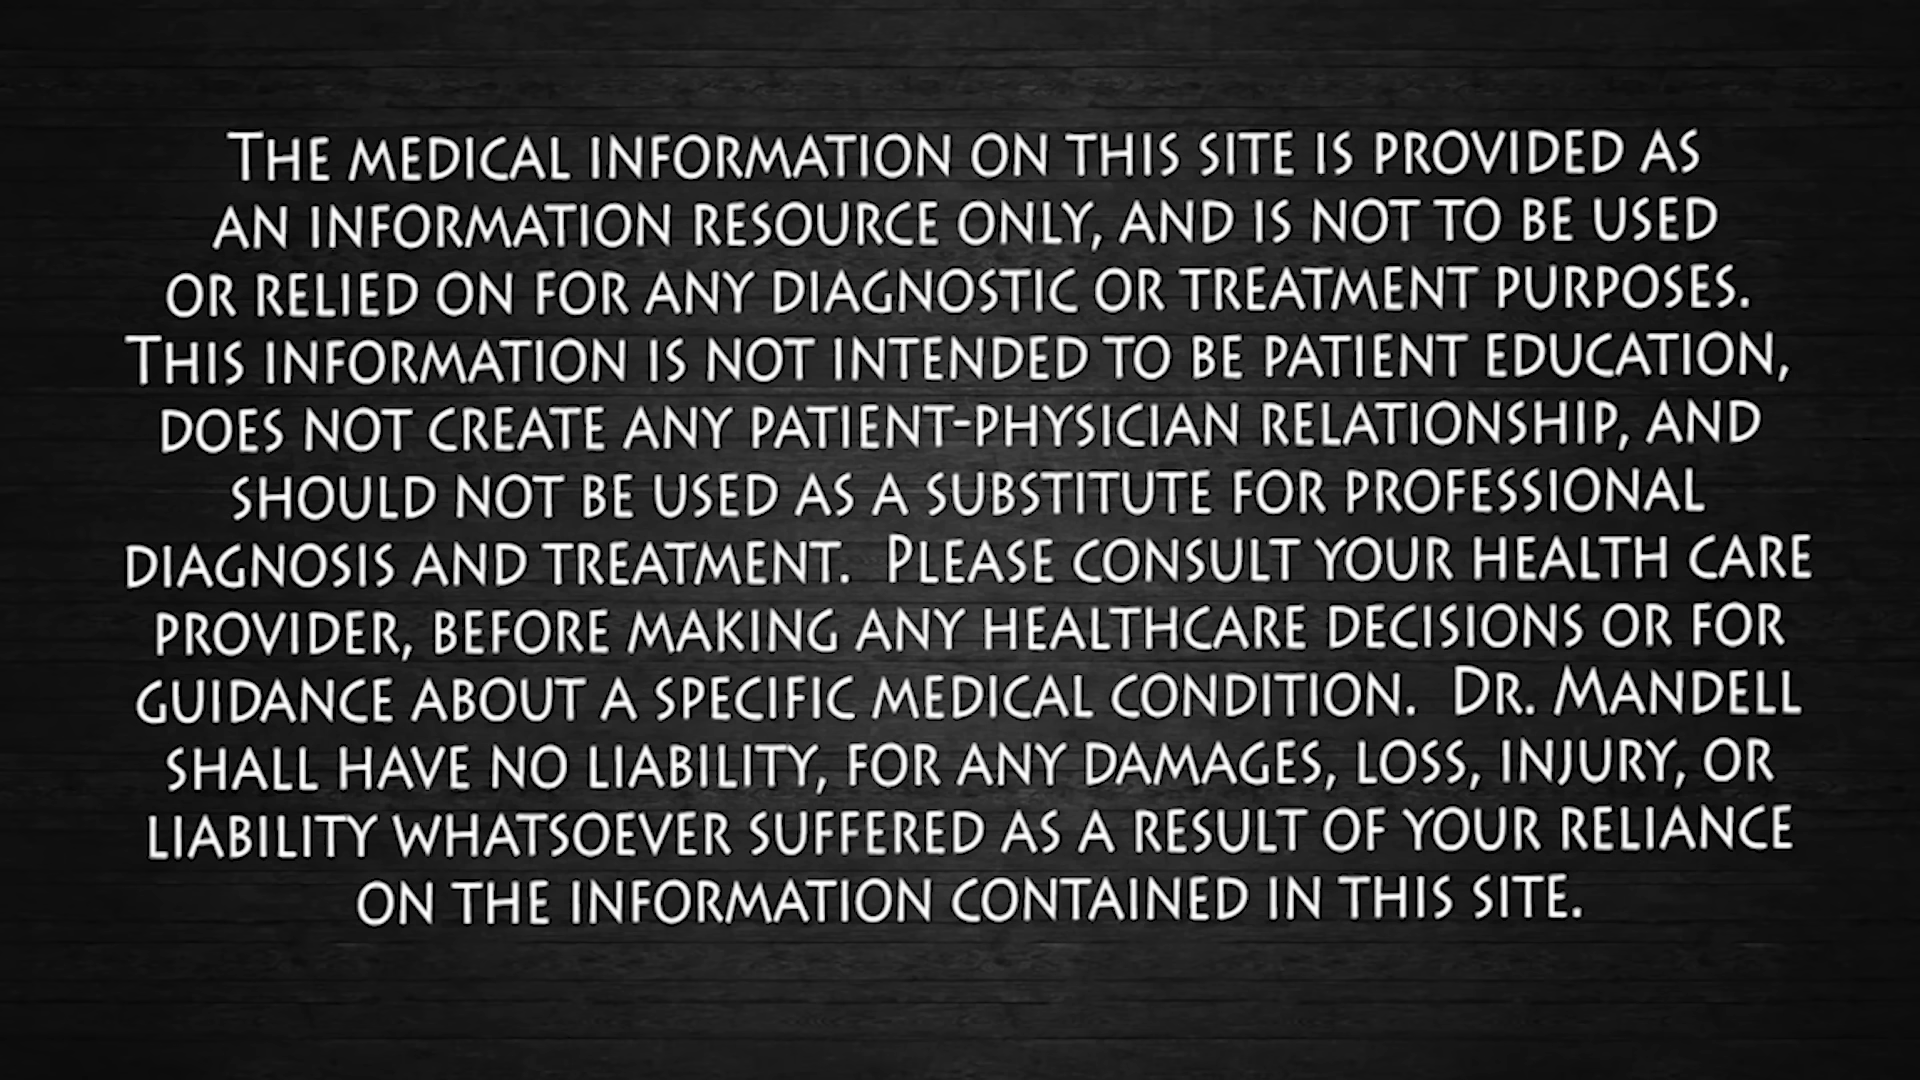 The medical information on this site is provided as
an information resource only, and is not to be used
or relied on for any diagnostic or treatment purposes.
This information is not intended to be patient education,
does not create any patient-physician relationship, and
should not be used as a substitute for professional
diagnosis and treatment.  Please consult your health care
provider, before making any healthcare decisions or for
guidance about a specific medical condition.  Dr. Mandell
shall have no liability, for any damages, loss, injury, or
liability whatsoever suffered as a result of your reliance
on the information contained in this site.